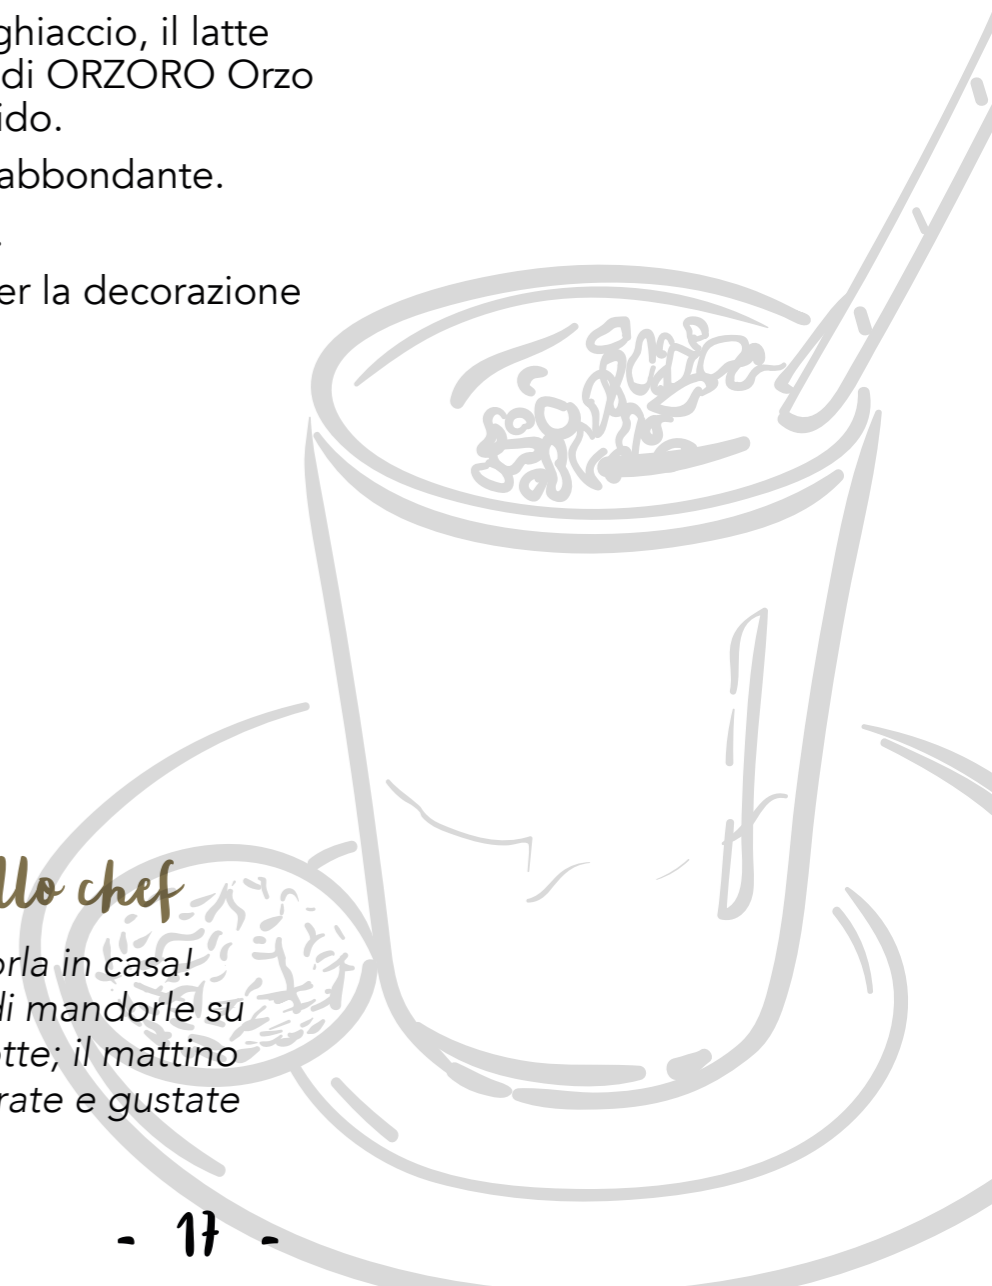 ghiaccio, il latte
di ORZORO Orzo
ido.
abbondante.
.
er la decorazione
llo chef
orla in casa!
di mandorle su
otte; il mattino
rate e gustate
- 17 -